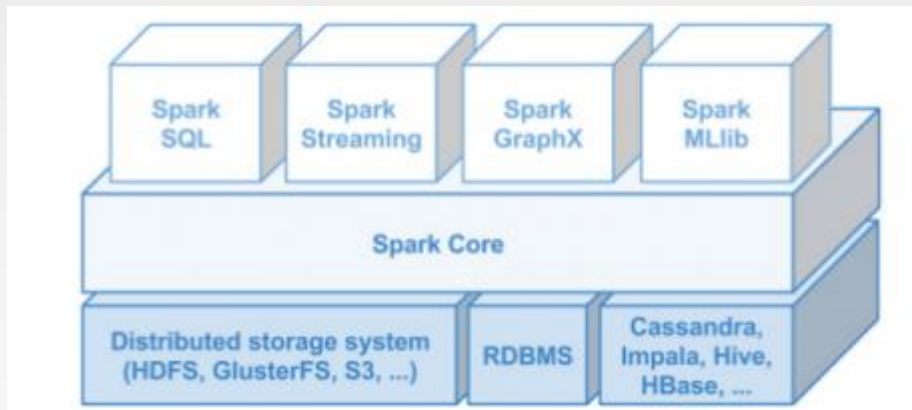 Spark
SQL
Spark
Streaming
Spark
GraphX
Spark
MLlib
Spark Core
Distributed storage system
(HDFS, GlusterFS, S3, ...)
RDBMS
Cassandra,
Impala, Hive,
HBase, ...